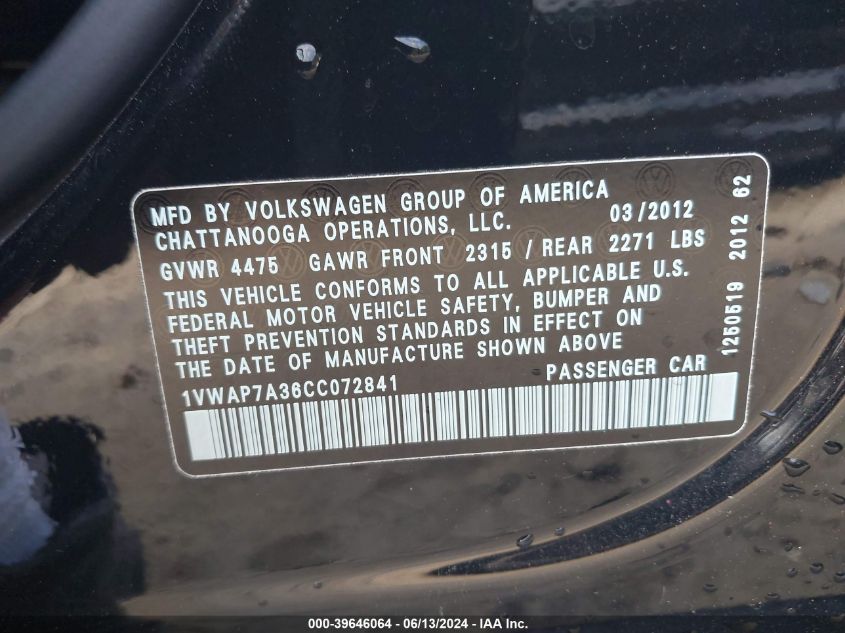 MFD BY VOLKSWAGEN GROUP OF AMERICA
CHATTANOOGA OPERATIONS, LLC. 03/2012
GVWR 4475 GAWR FRONT 2315 / REAR 2271 LBS
THIS VEHICLE CONFORMS TO ALL APPLICABLE U.S.
FEDERAL MOTOR VEHICLE SAFETY, BUMPER AND
THEFT PREVENTION STANDARDS IN EFFECT ON
THE DATE OF MANUFACTURE SHOWN ABOVE
1VWAP7A36CC072841 PASSENGER CAR
1250519 2012 62
000-39646064 - 06/13/2024 - IAA Inc.